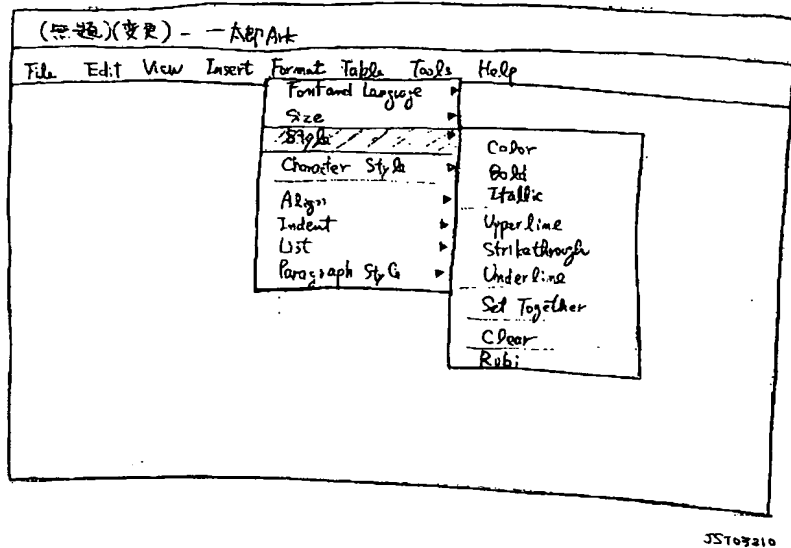 (無題)(変更) - 一太郎Ark
File Edit View Insert Format Table Tools Help
Font and Language
Size
Style
Character Style
Align
Indent
List
Paragraph Style
Color
Bold
Itallic
Upperline
Strikethrough
Underline
Set Together
Clear
Rubi
JST03210